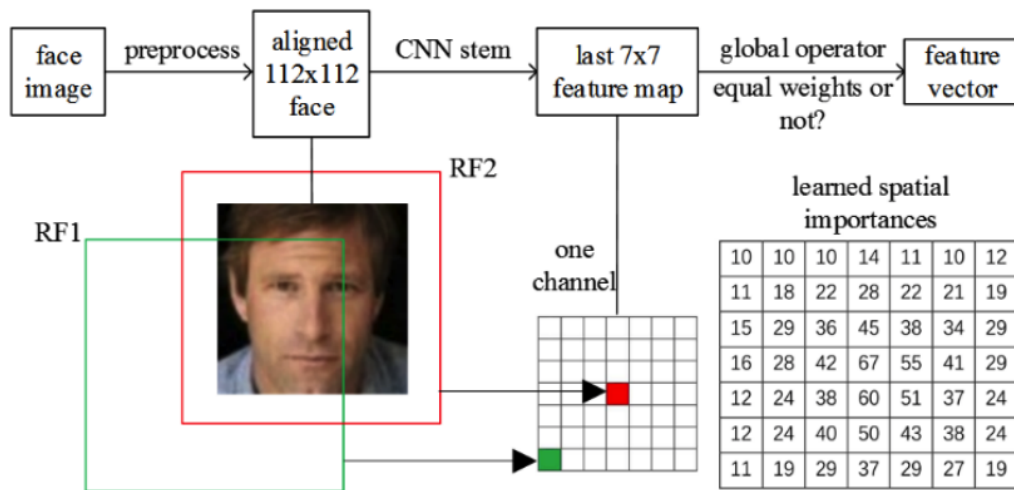 face
image
preprocess
aligned
112x112
face
CNN stem
last 7x7
feature map
global operator
equal weights or
not?
feature
vector
RF2
RF1
one
channel
learned spatial
importances
10 10 10 14 11 10 12
11 18 22 28 22 21 19
15 29 36 45 38 34 29
16 28 42 67 55 41 29
12 24 38 60 51 37 24
12 24 40 50 43 38 24
11 19 29 37 29 27 19